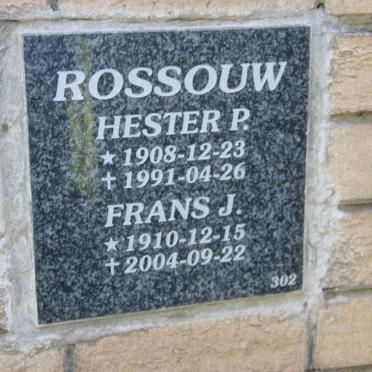 ROSSOUW
HESTER P.
★ 1908-12-23
✝ 1991-04-26
FRANS J.
★ 1910-12-15
✝ 2004-09-22
302